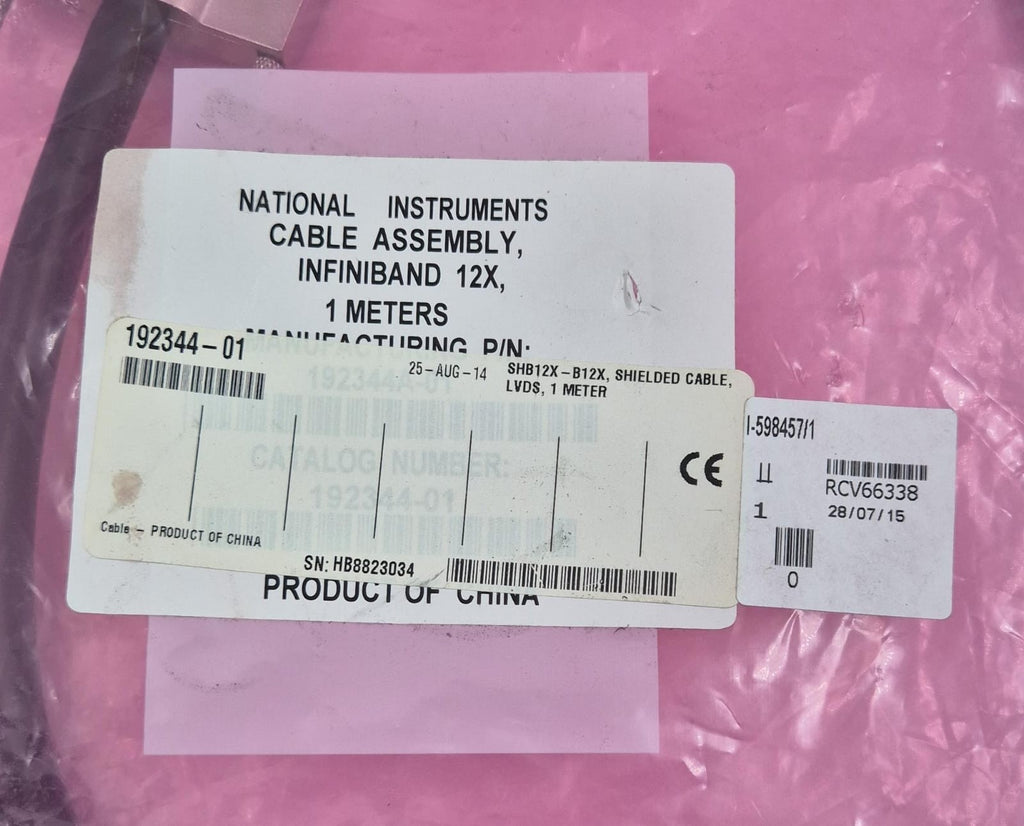 NATIONAL INSTRUMENTS
CABLE ASSEMBLY,
INFINIBAND 12X,
1 METERS
MANUFACTURING P/N:
192344A-01
CATALOG NUMBER:
192344-01
PRODUCT OF CHINA
192344-01
25-AUG-14
SHB12X-B12X, SHIELDED CABLE,
LVDS, 1 METER
CE
Cable - PRODUCT OF CHINA
SN: HB8823034
I-598457/1
1
RCV66338
28/07/15
0